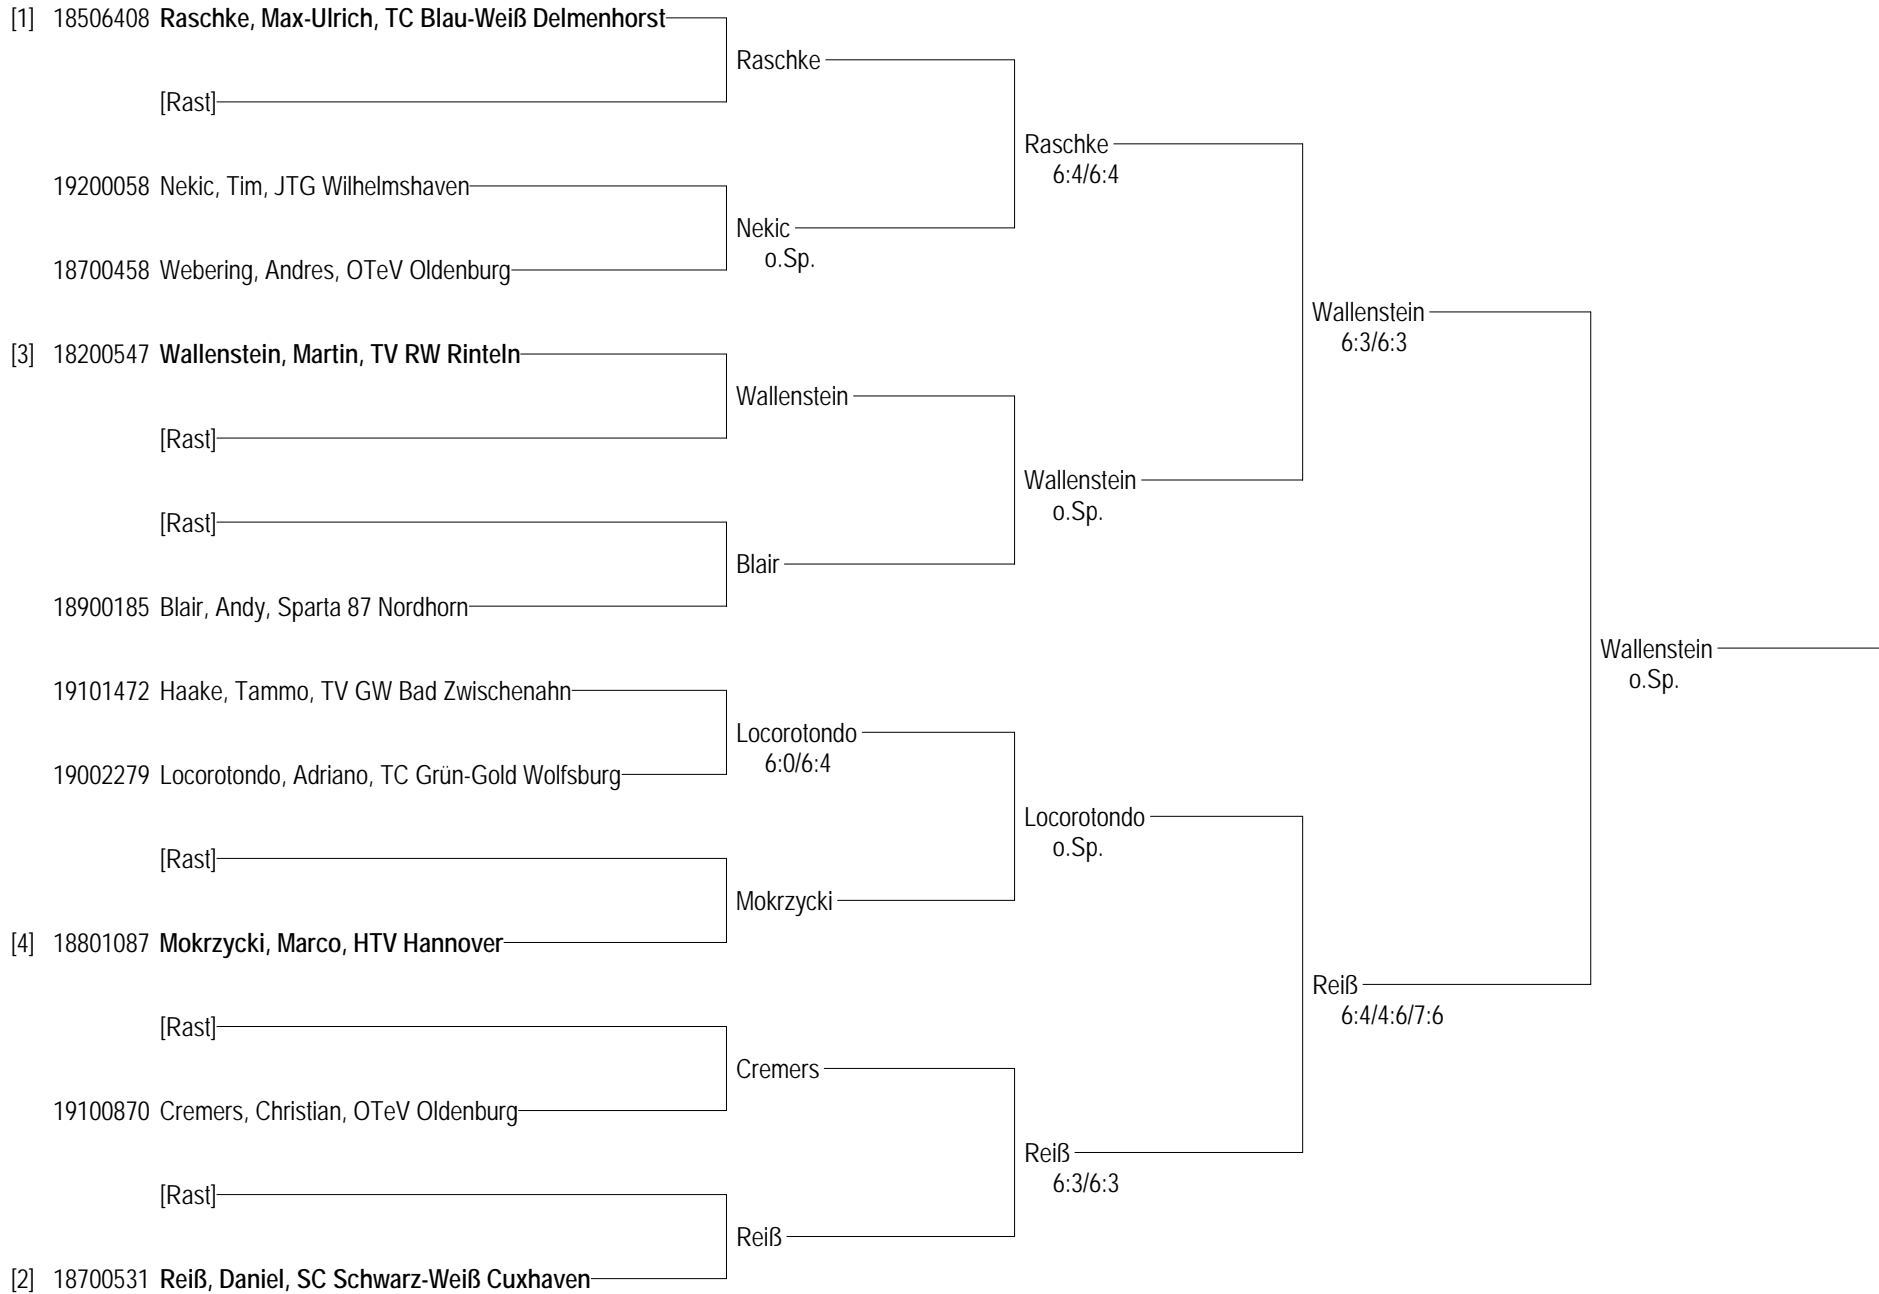 [1] 18506408 Raschke, Max-Ulrich, TC Blau-Weiß Delmenhorst
Raschke
[Rast]
Raschke
6:4/6:4
19200058 Nekic, Tim, JTG Wilhelmshaven
Nekic
o.Sp.
18700458 Webering, Andres, OTeV Oldenburg
Wallenstein
6:3/6:3
[3] 18200547 Wallenstein, Martin, TV RW Rinteln
Wallenstein
[Rast]
Wallenstein
o.Sp.
[Rast]
Blair
18900185 Blair, Andy, Sparta 87 Nordhorn
Wallenstein
o.Sp.
19101472 Haake, Tammo, TV GW Bad Zwischenahn
Locorotondo
6:0/6:4
19002279 Locorotondo, Adriano, TC Grün-Gold Wolfsburg
Locorotondo
o.Sp.
[Rast]
Mokrzycki
[4] 18801087 Mokrzycki, Marco, HTV Hannover
Reiß
6:4/4:6/7:6
[Rast]
Cremers
19100870 Cremers, Christian, OTeV Oldenburg
Reiß
6:3/6:3
[Rast]
Reiß
[2] 18700531 Reiß, Daniel, SC Schwarz-Weiß Cuxhaven